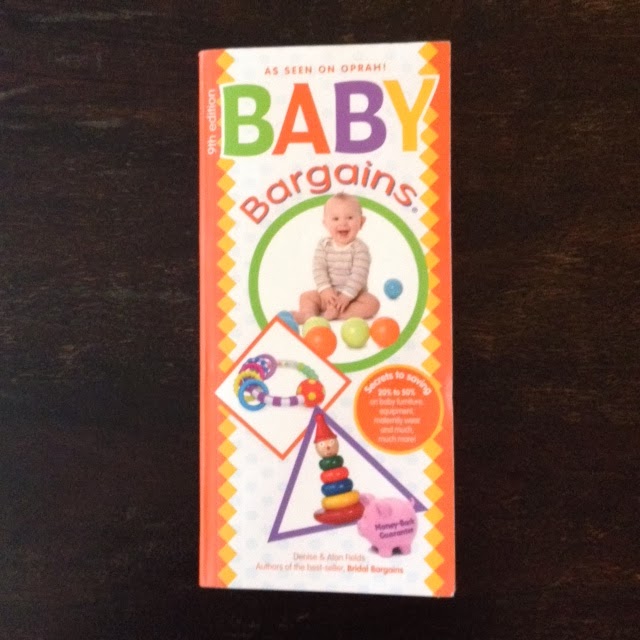 AS SEEN ON OPRAH!
9th edition
BABY
Bargains®
Secrets to saving
20% to 50%
on baby furniture,
equipment,
maternity wear
and much,
much more!
Money-Back
Guarantee
Denise & Alan Fields
Authors of the best-seller, Bridal Bargains